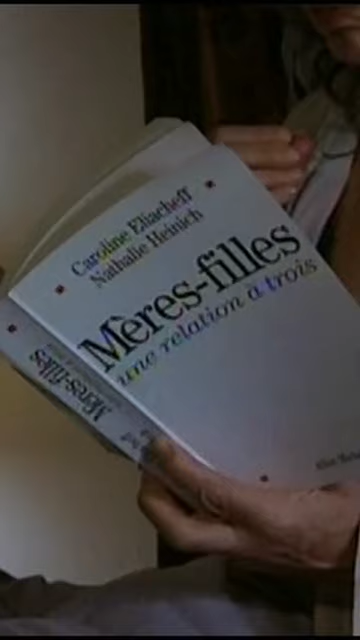 Caroline Eliacheff
Nathalie Heinich
Mères-filles
une relation à trois
Mères-filles